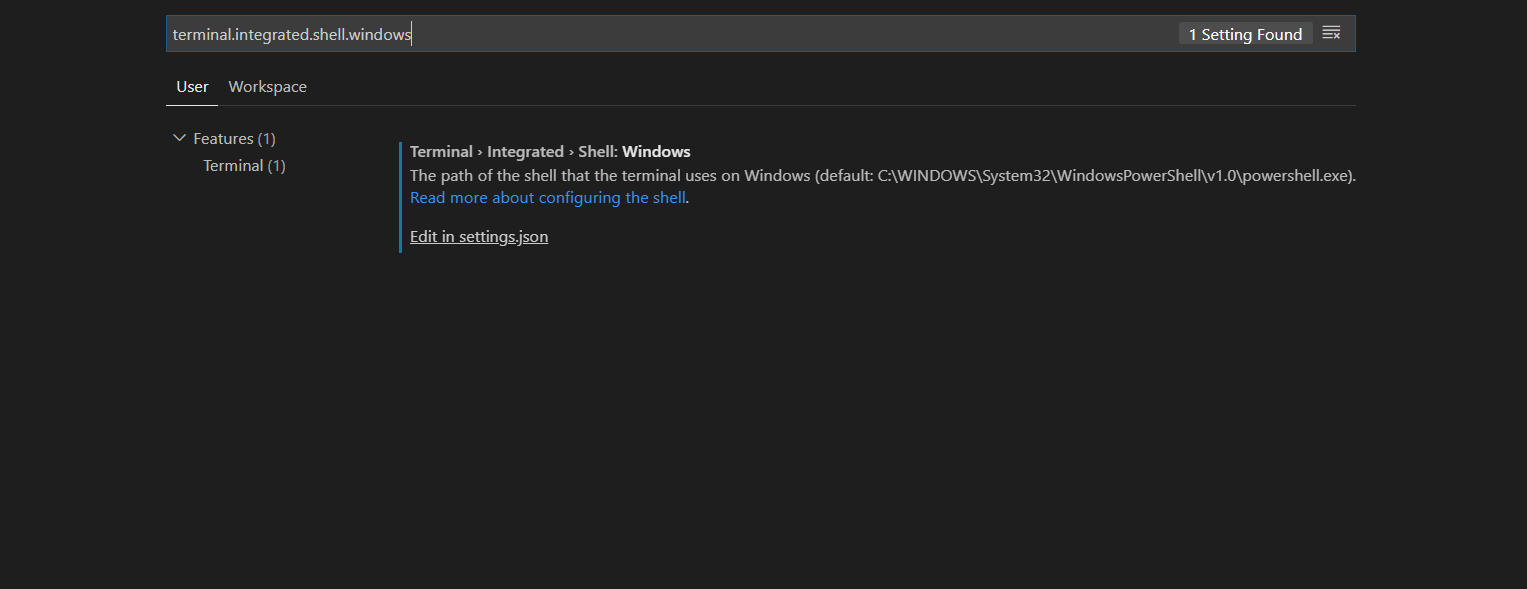 terminal.integrated.shell.windows
1 Setting Found
User
Workspace
Features (1)
Terminal (1)
Terminal › Integrated › Shell: Windows
The path of the shell that the terminal uses on Windows (default: C:\WINDOWS\System32\WindowsPowerShell\v1.0\powershell.exe).
Read more about configuring the shell.
Edit in settings.json